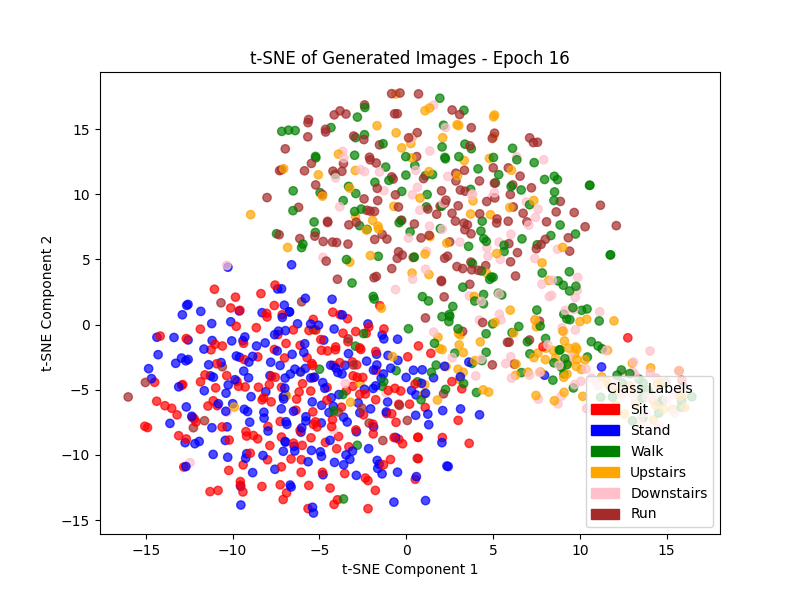 t-SNE of Generated Images - Epoch 16
t-SNE Component 2
15
10
5
0
−5
−10
−15
−15
−10
−5
0
5
10
15
t-SNE Component 1
Class Labels
Sit
Stand
Walk
Upstairs
Downstairs
Run